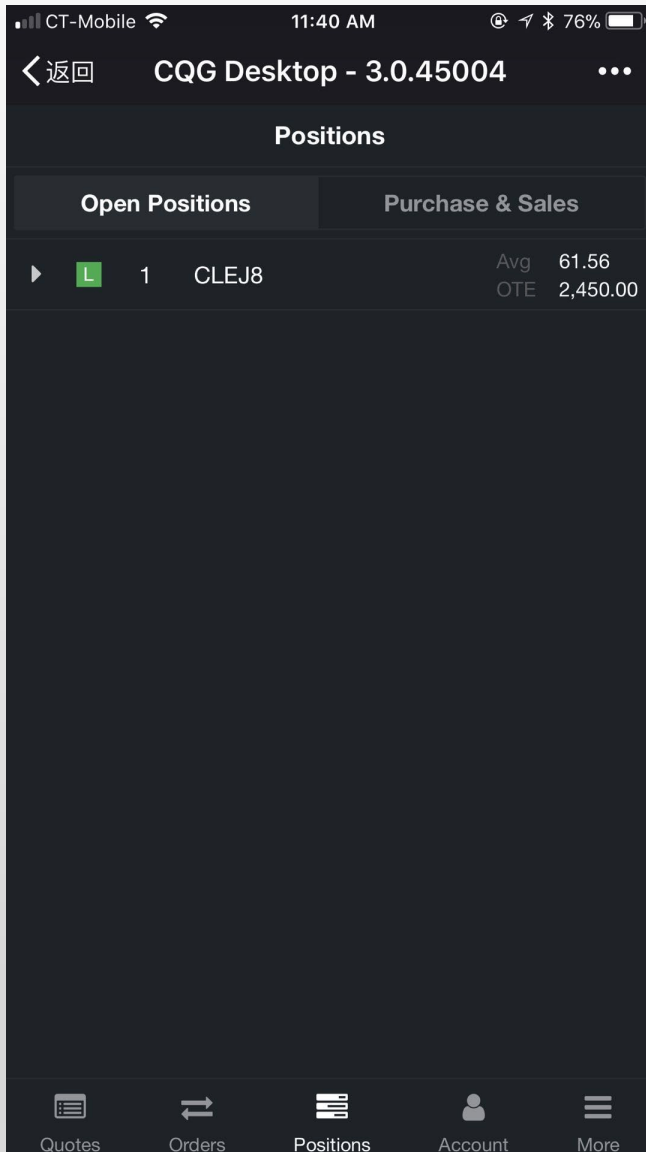 CT-Mobile 11:40 AM 76%
返回 CQG Desktop - 3.0.45004
Positions
Open Positions Purchase & Sales
L 1 CLEJ8 Avg 61.56
OTE 2,450.00
Quotes Orders Positions Account More